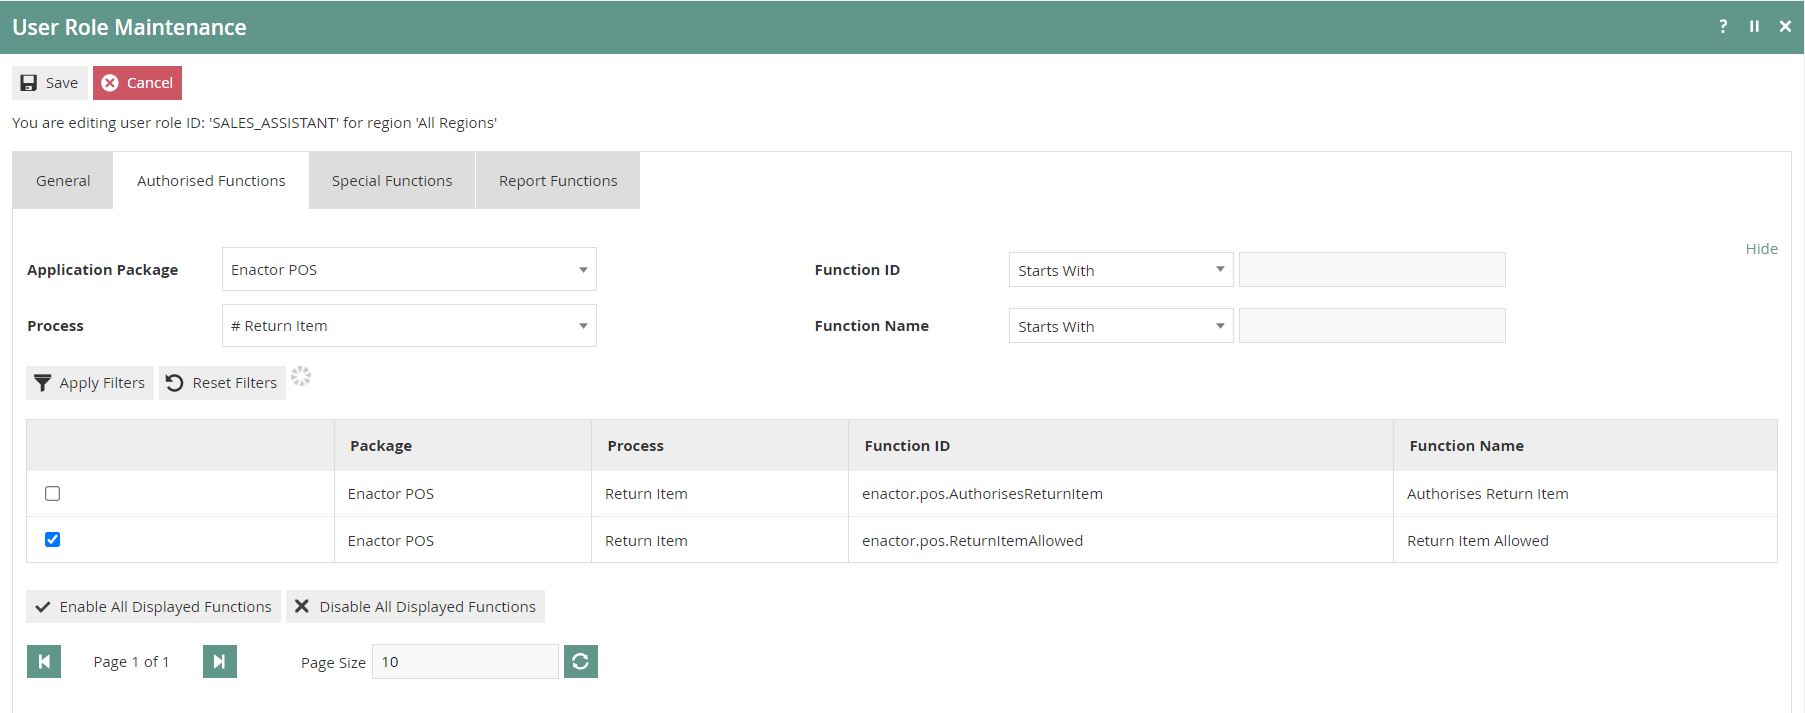 User Role Maintenance
?
Save
Cancel
You are editing user role ID: 'SALES_ASSISTANT' for region 'All Regions'
General
Authorised Functions
Special Functions
Report Functions
Hide
Application Package
Enactor POS
Function ID
Starts With
Process
# Return Item
Function Name
Starts With
Apply Filters
Reset Filters
Package
Process
Function ID
Function Name
Enactor POS
Return Item
enactor.pos.AuthorisesReturnItem
Authorises Return Item
Enactor POS
Return Item
enactor.pos.ReturnItemAllowed
Return Item Allowed
Enable All Displayed Functions
Disable All Displayed Functions
Page 1 of 1
Page Size
10